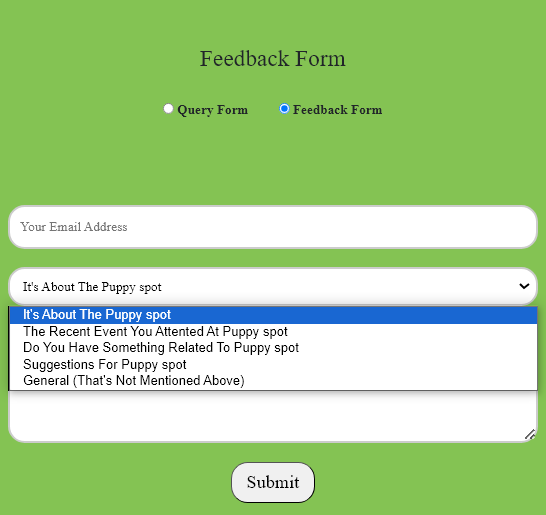 Feedback Form
Query Form Feedback Form
Your Email Address
It's About The Puppy spot
It's About The Puppy spot
The Recent Event You Attented At Puppy spot
Do You Have Something Related To Puppy spot
Suggestions For Puppy spot
General (That's Not Mentioned Above)
Submit